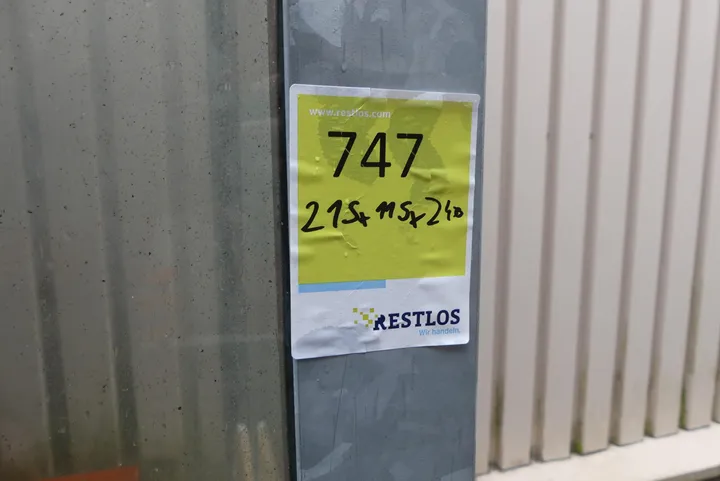 www.restlos.com
747
215x115x240
RESTLOS
Wir handeln.